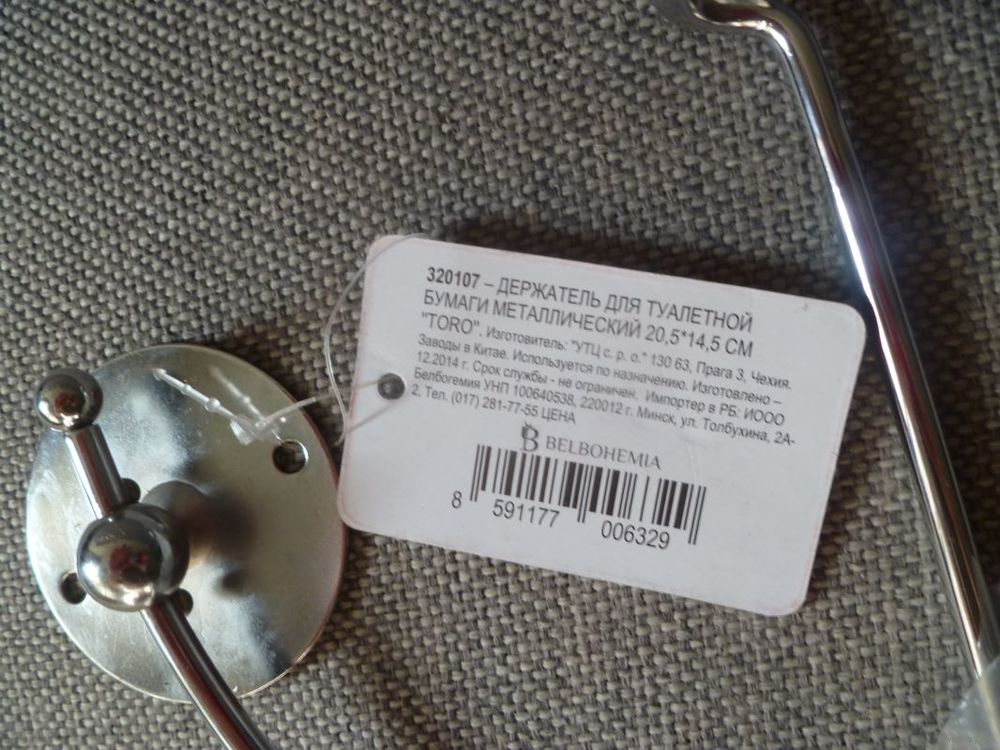 320107 – ДЕРЖАТЕЛЬ ДЛЯ ТУАЛЕТНОЙ
БУМАГИ МЕТАЛЛИЧЕСКИЙ 20,5*14,5 СМ
"TORO". Изготовитель: "УТЦ с. р. о." 130 63, Прага 3, Чехия.
Заводы в Китае. Используется по назначению. Изготовлено –
12.2014 г. Срок службы - не ограничен. Импортер в РБ: ИООО
Белбогемия УНП 100640538, 220012 г. Минск, ул. Толбухина, 2А-
2, Тел. (017) 281-77-55 ЦЕНА
BELBOHEMIA
8 591177 006329